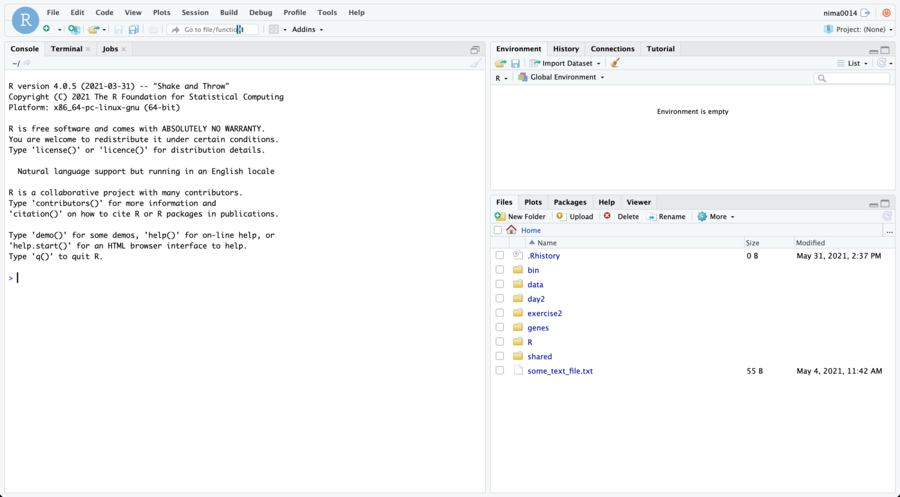 R File Edit Code View Plots Session Build Debug Profile Tools Help nima0014
Go to file/function Addins Project: (None)
Console Terminal Jobs
~/
R version 4.0.5 (2021-03-31) -- "Shake and Throw"
Copyright (C) 2021 The R Foundation for Statistical Computing
Platform: x86_64-pc-linux-gnu (64-bit)
R is free software and comes with ABSOLUTELY NO WARRANTY.
You are welcome to redistribute it under certain conditions.
Type 'license()' or 'licence()' for distribution details.
Natural language support but running in an English locale
R is a collaborative project with many contributors.
Type 'contributors()' for more information and
'citation()' on how to cite R or R packages in publications.
Type 'demo()' for some demos, 'help()' for on-line help, or
'help.start()' for an HTML browser interface to help.
Type 'q()' to quit R.
>
Environment History Connections Tutorial
Import Dataset List
R Global Environment
Environment is empty
Files Plots Packages Help Viewer
New Folder Upload Delete Rename More
Home ...
Name Size Modified
.Rhistory 0 B May 31, 2021, 2:37 PM
bin
data
day2
exercise2
genes
R
shared
some_text_file.txt 55 B May 4, 2021, 11:42 AM